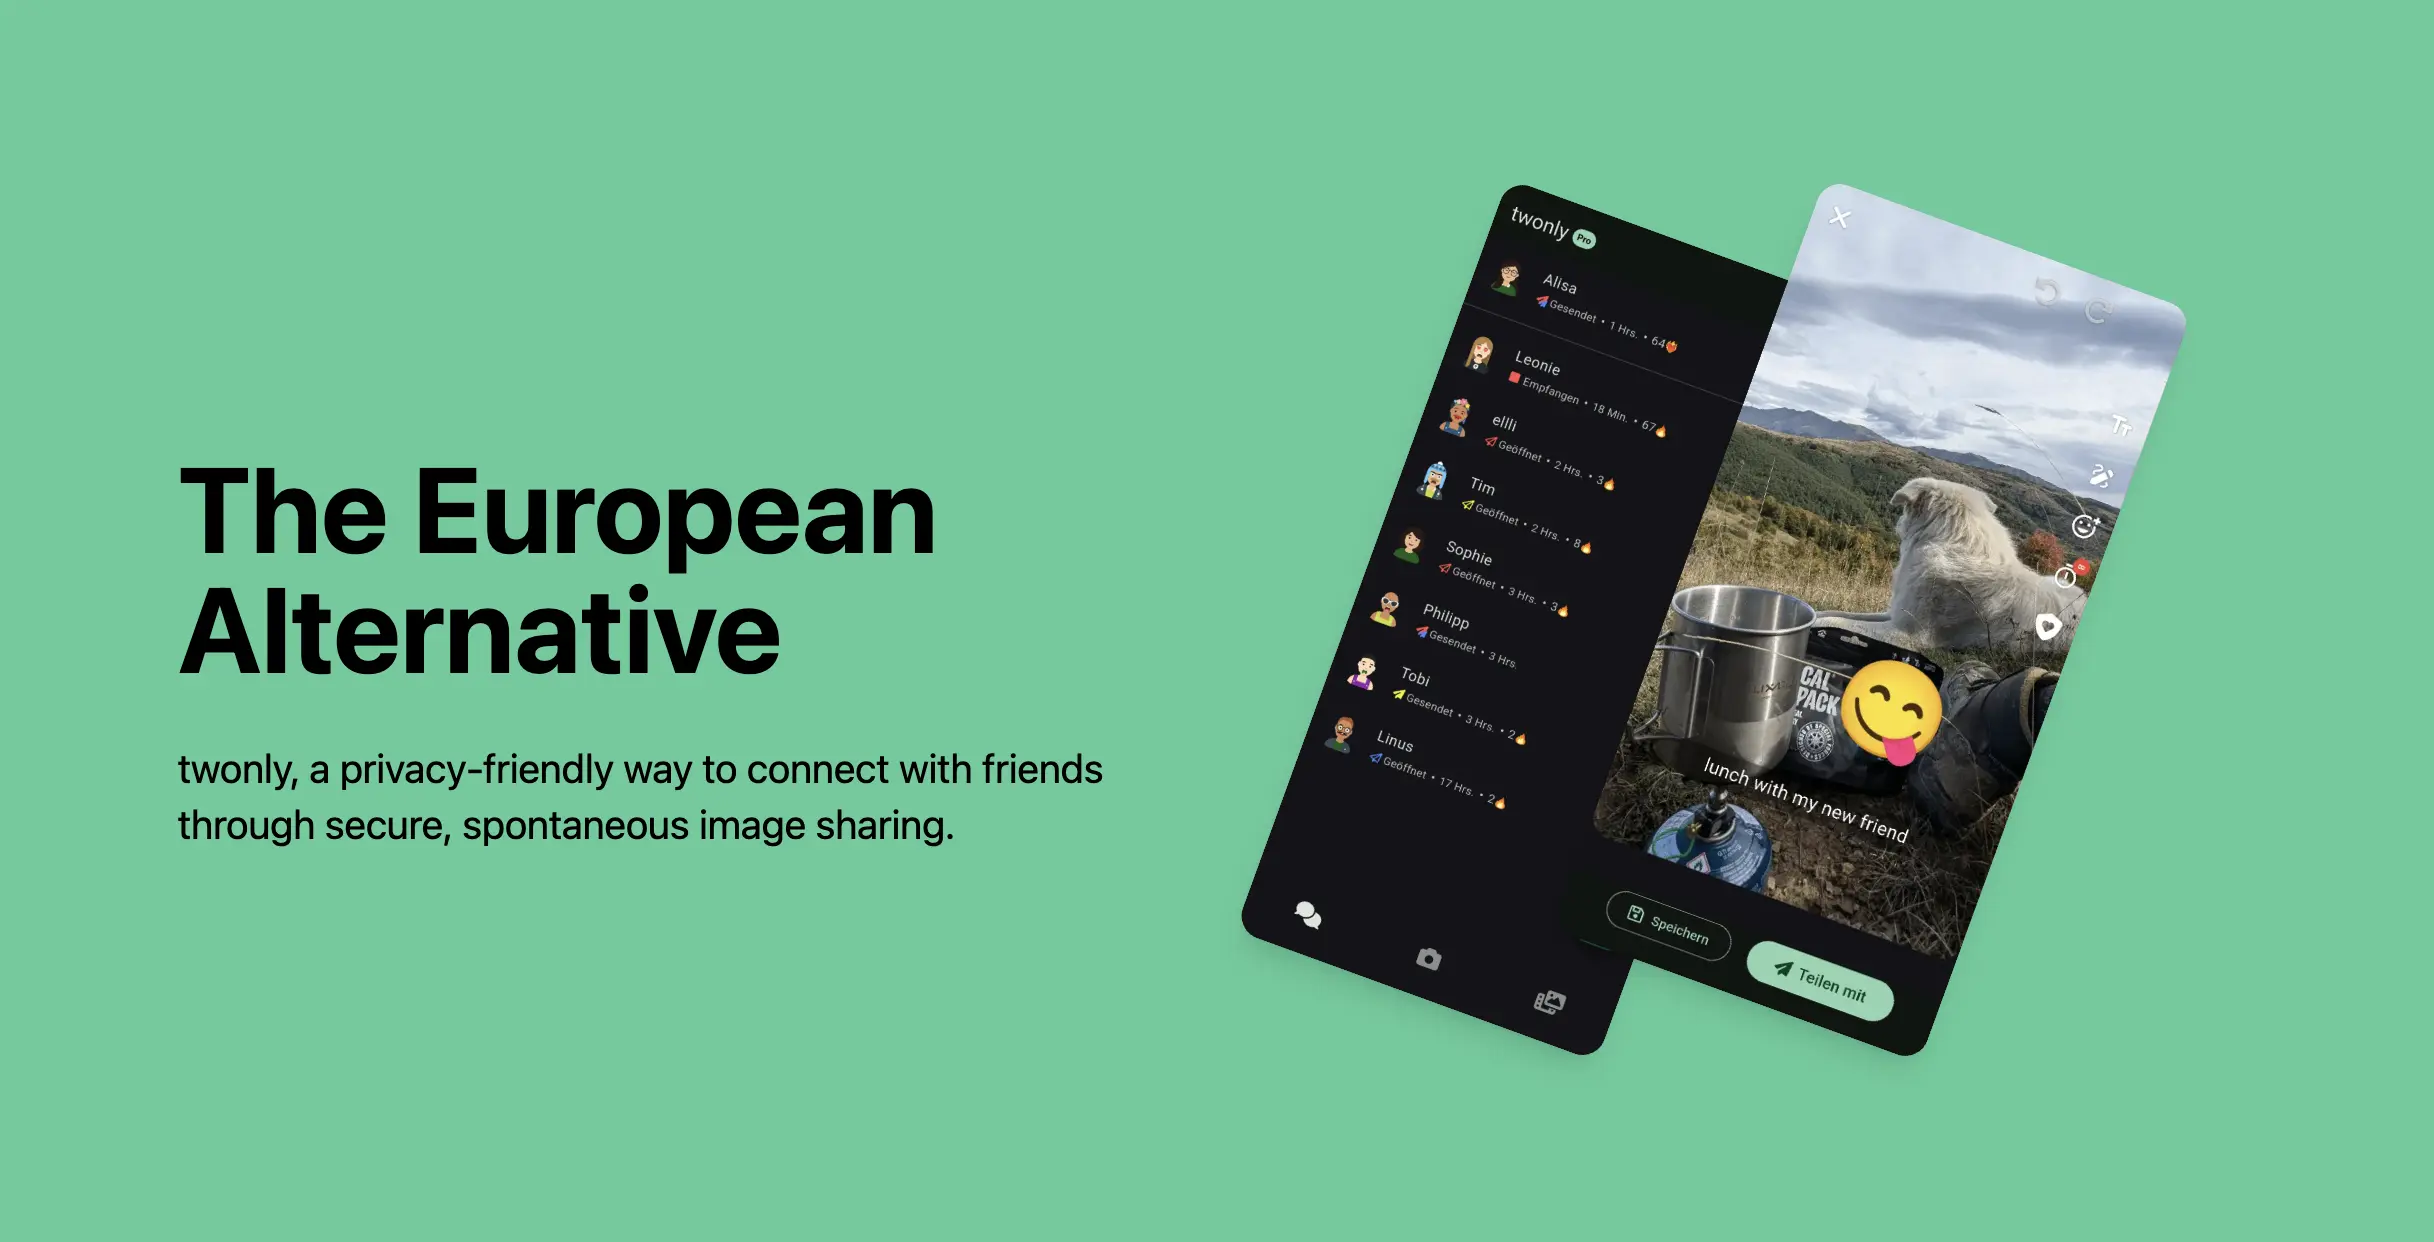 The European
Alternative
twonly, a privacy-friendly way to connect with friends
through secure, spontaneous image sharing.
twonly Pro
Alisa
Gesendet • 1 Hrs. • 64❤️‍🔥
Leonie
Empfangen • 18 Min. • 67🔥
ellli
Geöffnet • 2 Hrs. • 3🔥
Tim
Geöffnet • 2 Hrs. • 8🔥
Sophie
Geöffnet • 3 Hrs. • 3🔥
Philipp
Gesendet • 3 Hrs.
Tobi
Gesendet • 3 Hrs. • 2🔥
Linus
Geöffnet • 17 Hrs. • 2🔥
Tт
∞
CAL
PACK
lunch with my new friend
Speichern
Teilen mit